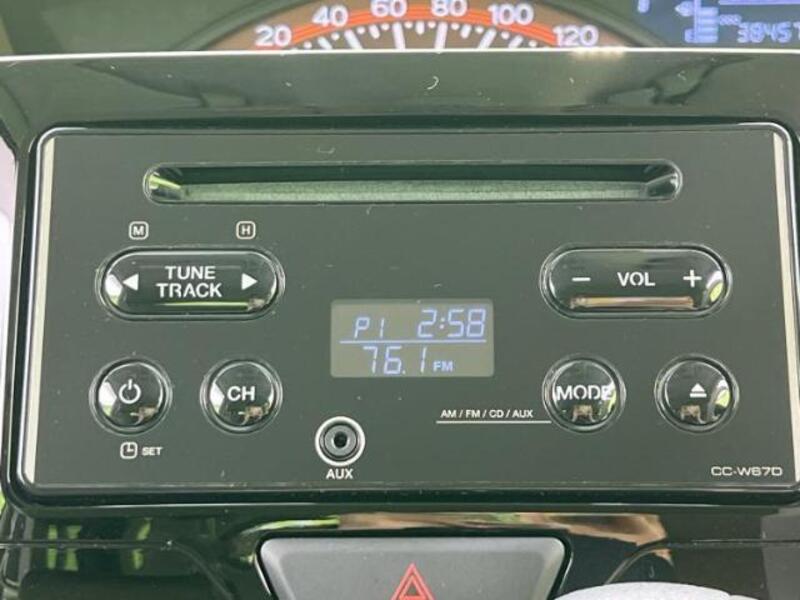 20 40 60 80 100 120
38457
M H
TUNE
TRACK
− VOL +
P1 2:58
76.1 FM
CH
MODE
AM / FM / CD / AUX
SET
AUX
CC-W67D